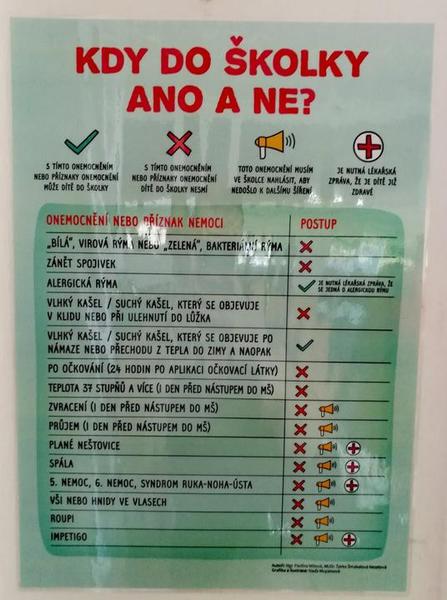 KDY DO ŠKOLKY
ANO A NE?
S TÍMTO ONEMOCNĚNÍM
NEBO PŘÍZNAKY ONEMOCNĚNÍ
MŮŽE DÍTĚ DO ŠKOLKY
S TÍMTO ONEMOCNĚNÍM
NEBO PŘÍZNAKY ONEMOCNĚNÍ
DÍTĚ DO ŠKOLKY NESMÍ
TOTO ONEMOCNĚNÍ MUSÍM
VE ŠKOLCE NAHLÁSIT, ABY
NEDOŠLO K DALŠÍMU ŠÍŘENÍ
JE NUTNÁ LÉKAŘSKÁ
ZPRÁVA, ŽE JE DÍTĚ JIŽ
ZDRAVÉ
ONEMOCNĚNÍ NEBO PŘÍZNAK NEMOCI POSTUP
„BÍLÁ“, VIROVÁ RÝMA NEBO „ZELENÁ“, BAKTERIÁLNÍ RÝMA
ZÁNĚT SPOJIVEK
ALERGICKÁ RÝMA JE NUTNÁ LÉKAŘSKÁ ZPRÁVA, ŽE
SE JEDNÁ O ALERGICKOU RÝMU
VLHKÝ KAŠEL / SUCHÝ KAŠEL, KTERÝ SE OBJEVUJE
V KLIDU NEBO PŘI ULEHNUTÍ DO LŮŽKA
VLHKÝ KAŠEL / SUCHÝ KAŠEL, KTERÝ SE OBJEVUJE PO
NÁMAZE NEBO PŘECHODU Z TEPLA DO ZIMY A NAOPAK
PO OČKOVÁNÍ (24 HODIN PO APLIKACI OČKOVACÍ LÁTKY)
TEPLOTA 37 STUPŇŮ A VÍCE (I DEN PŘED NÁSTUPEM DO MŠ)
ZVRACENÍ (I DEN PŘED NÁSTUPEM DO MŠ)
PRŮJEM (I DEN PŘED NÁSTUPEM DO MŠ)
PLANÉ NEŠTOVICE
SPÁLA
5. NEMOC, 6. NEMOC, SYNDROM RUKA-NOHA-ÚSTA
VŠI NEBO HNIDY VE VLASECH
ROUPI
IMPETIGO
Autoři: Mgr. Pavlína
Grafika a ilustrace: